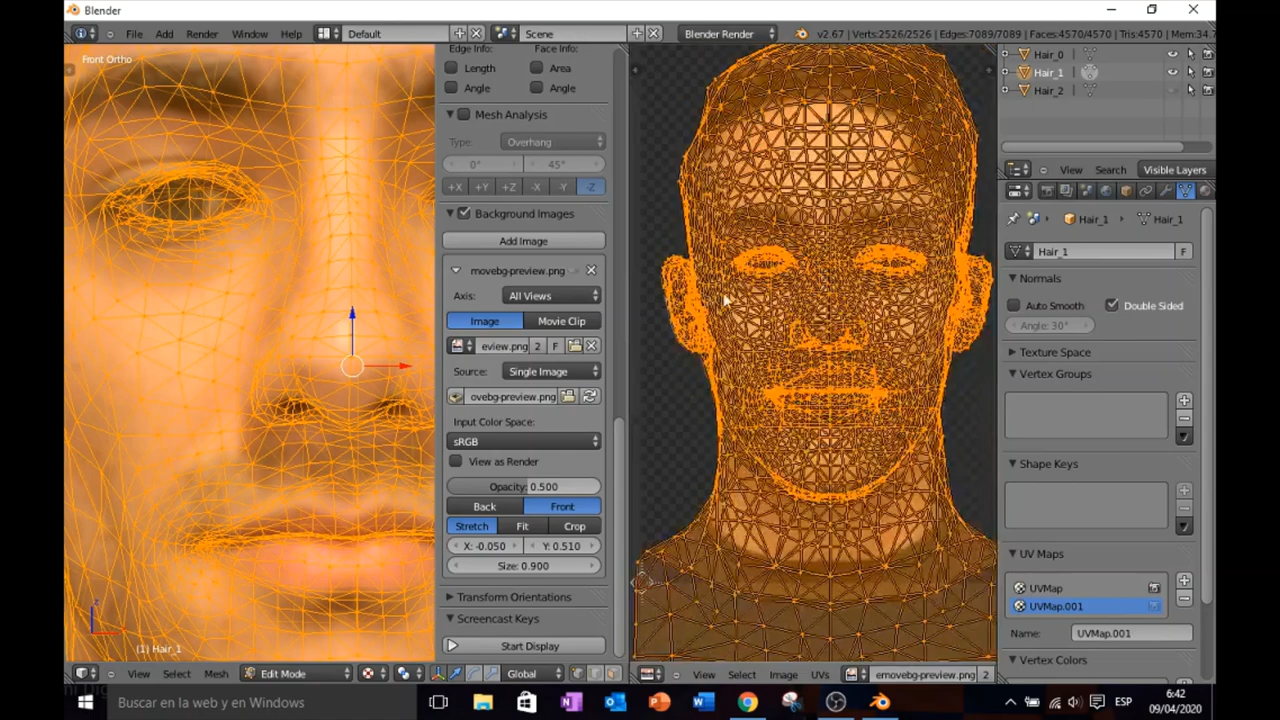 Blender
File Add Render Window Help Default Scene Blender Render v2.67 | Verts:2526/2526 | Edges:7089/7089 | Faces:4570/4570 | Tris:4570 | Mem:34.7
Front Ortho
Edge Info: Face Info:
Length Area
Angle Angle
Mesh Analysis
Type: Overhang
0° 45°
+X +Y +Z -X -Y -Z
Background Images
Add Image
movebg-preview.png
Axis: All Views
Image Movie Clip
eview.png 2 F
Source: Single Image
ovebg-preview.png
Input Color Space:
sRGB
View as Render
Opacity: 0.500
Back Front
Stretch Fit Crop
X: -0.050 Y: 0.510
Size: 0.900
Transform Orientations
Screencast Keys
Start Display
(1) Hair_1
z
View Select Mesh Edit Mode Global
View Select Image UVs emovebg-preview.png 2
Hair_0
Hair_1
Hair_2
View Search Visible Layers
Hair_1 Hair_1
Hair_1 F
Normals
Auto Smooth Double Sided
Angle: 30°
Texture Space
Vertex Groups
Shape Keys
UV Maps
UVMap
UVMap.001
Name: UVMap.001
Vertex Colors
Buscar en la web y en Windows
ESP
6:42
09/04/2020